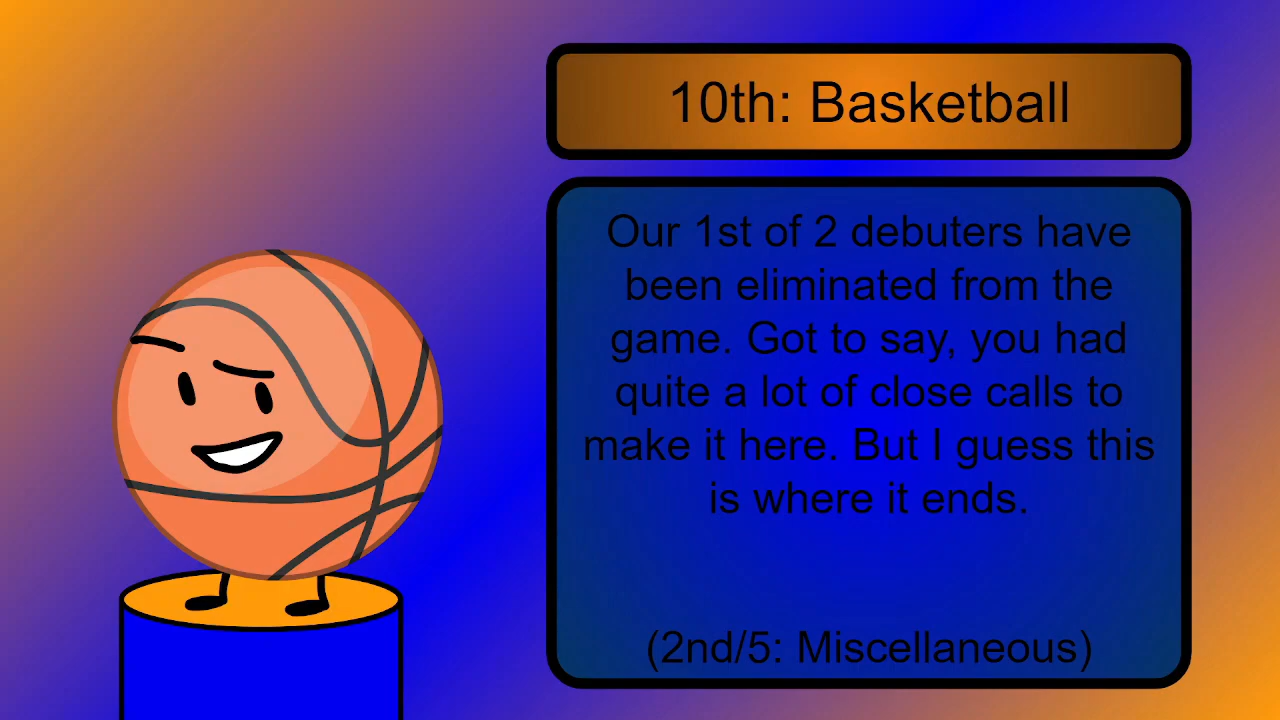 10th: Basketball
Our 1st of 2 debuters have
been eliminated from the
game. Got to say, you had
quite a lot of close calls to
make it here. But I guess this
is where it ends.
(2nd/5: Miscellaneous)